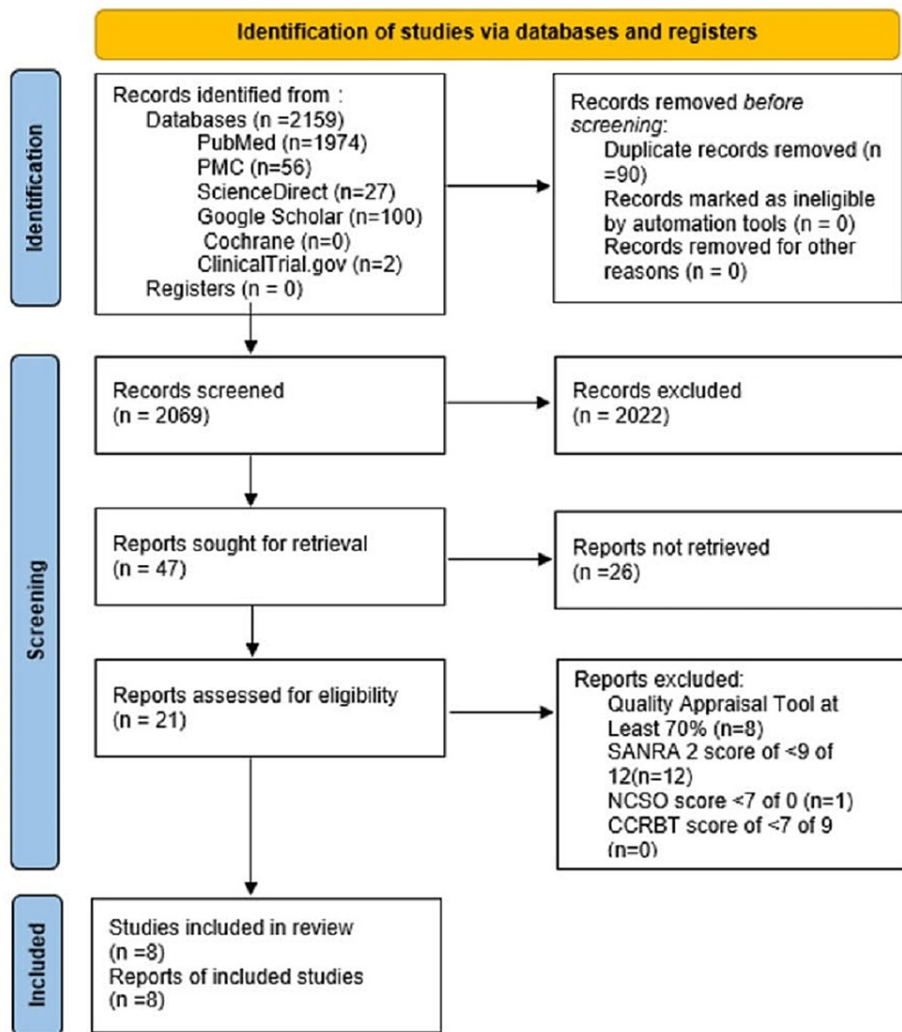 Identification of studies via databases and registers
Identification
Records identified from :
Databases (n =2159)
PubMed (n=1974)
PMC (n=56)
ScienceDirect (n=27)
Google Scholar (n=100)
Cochrane (n=0)
ClinicalTrial.gov (n=2)
Registers (n = 0)
Records removed before
screening:
Duplicate records removed (n
=90)
Records marked as ineligible
by automation tools (n = 0)
Records removed for other
reasons (n = 0)
Screening
Records screened
(n = 2069)
Records excluded
(n = 2022)
Reports sought for retrieval
(n = 47)
Reports not retrieved
(n =26)
Reports assessed for eligibility
(n = 21)
Reports excluded:
Quality Appraisal Tool at
Least 70% (n=8)
SANRA 2 score of <9 of
12(n=12)
NCSO score <7 of 0 (n=1)
CCRBT score of <7 of 9
(n=0)
Included
Studies included in review
(n =8)
Reports of included studies
(n =8)